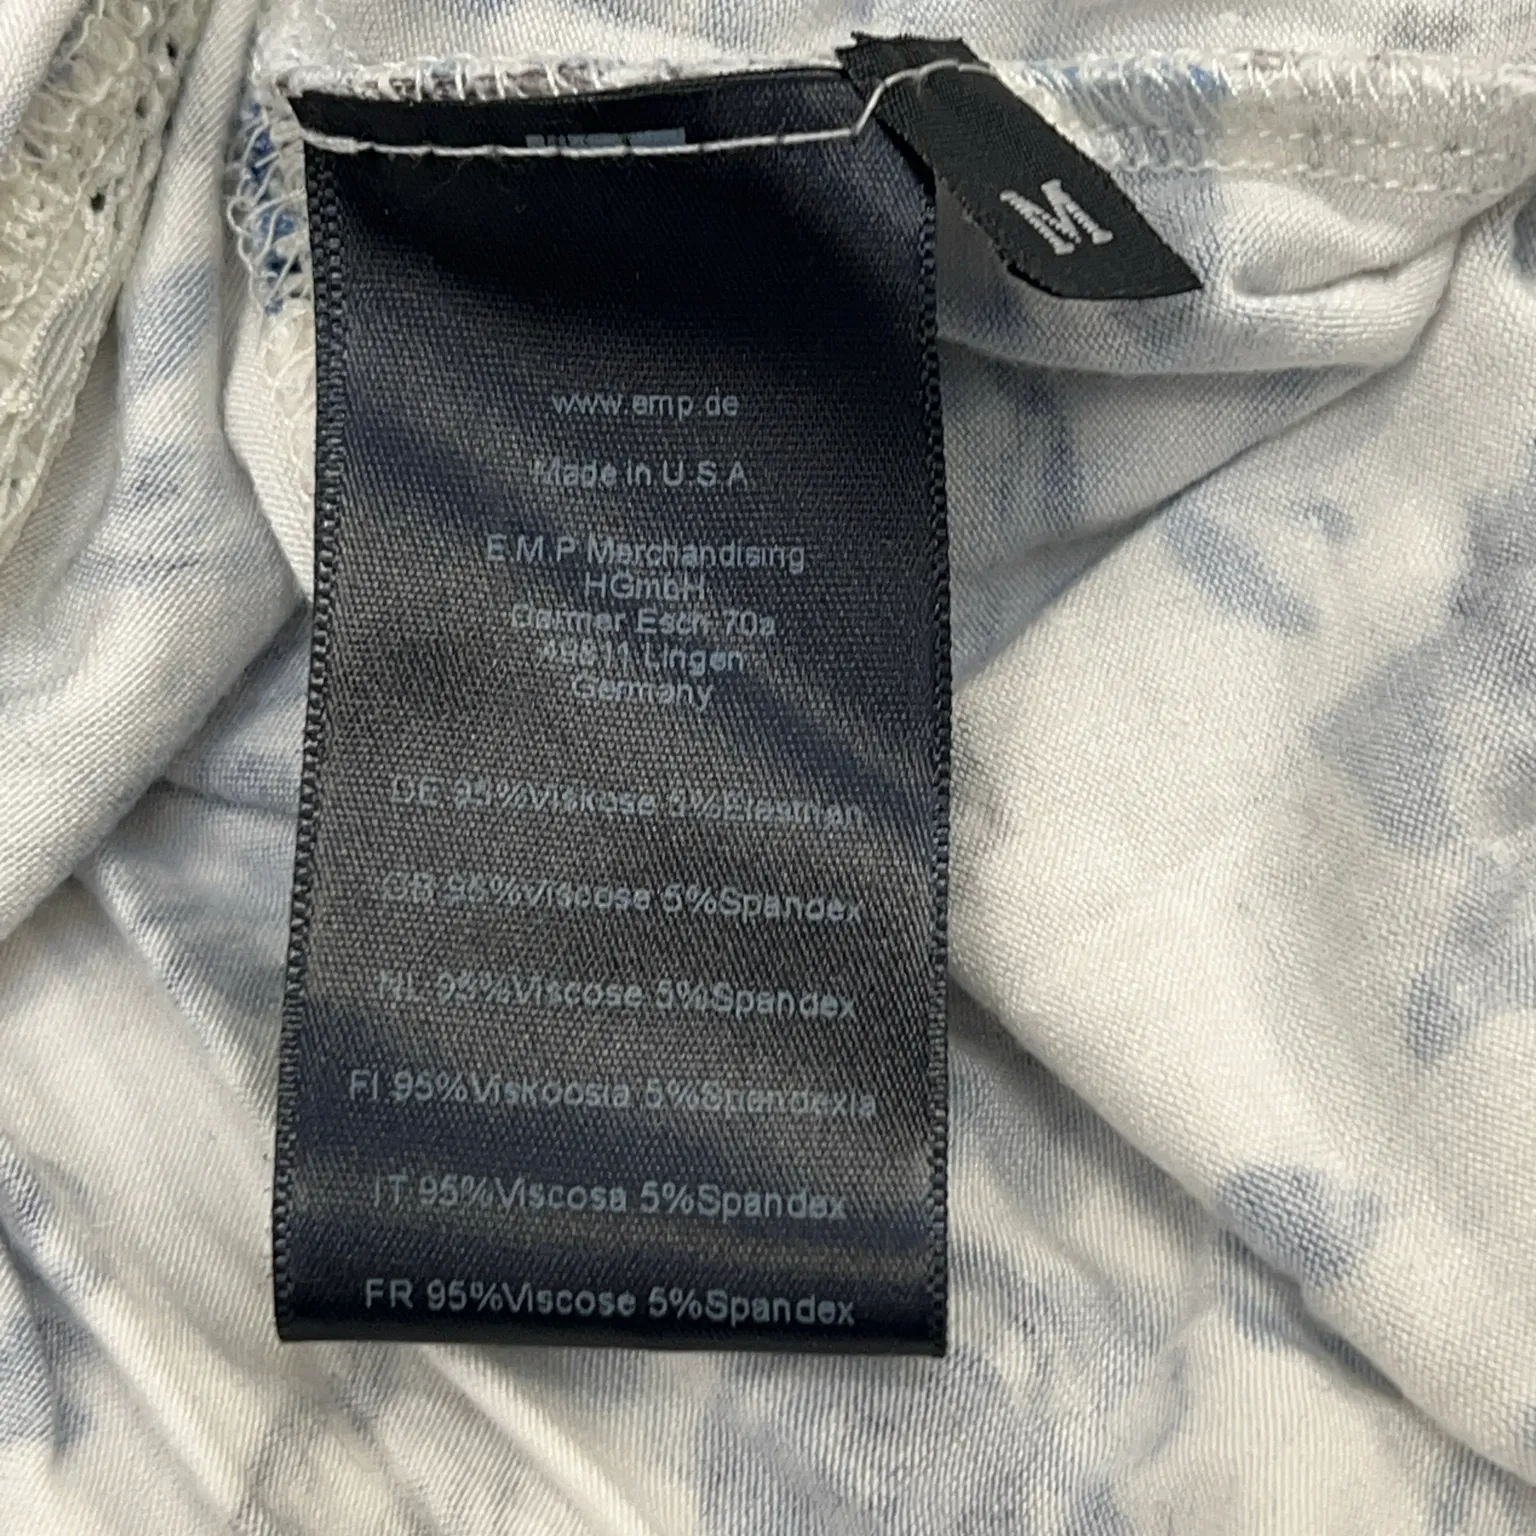 M
www.emp.de
Made in U.S.A
E.M.P Merchandising
HGmbH
Darmer Esch 70a
49811 Lingen
Germany
DE 95%Viskose 5%Elasthan
GB 95%Viscose 5%Spandex
NL 95%Viscose 5%Spandex
FI 95%Viskoosia 5%Spandexia
IT 95%Viscosa 5%Spandex
FR 95%Viscose 5%Spandex